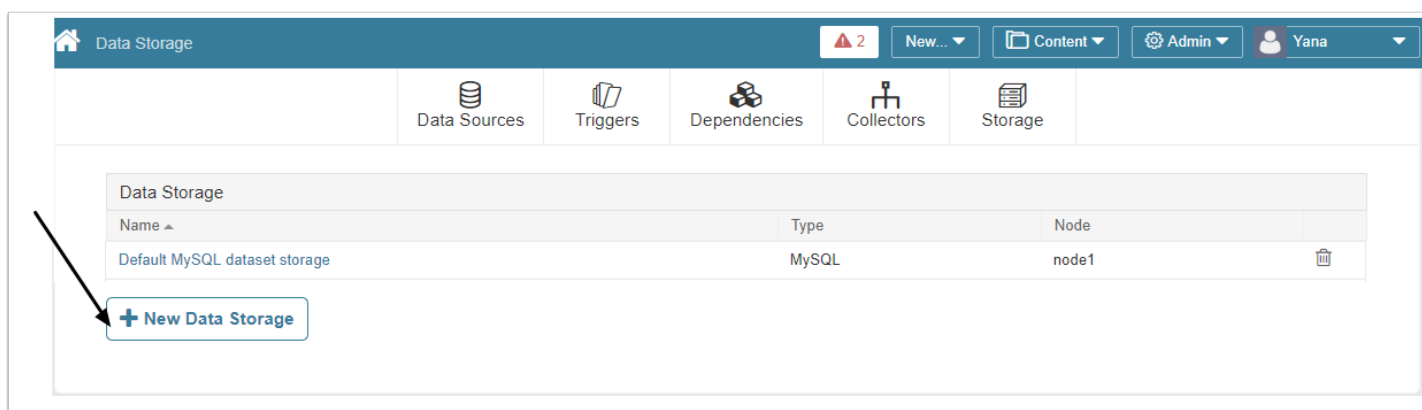 Data Storage 2 New... Content Admin Yana
Data Sources Triggers Dependencies Collectors Storage
Data Storage
Name Type Node
Default MySQL dataset storage MySQL node1
+ New Data Storage